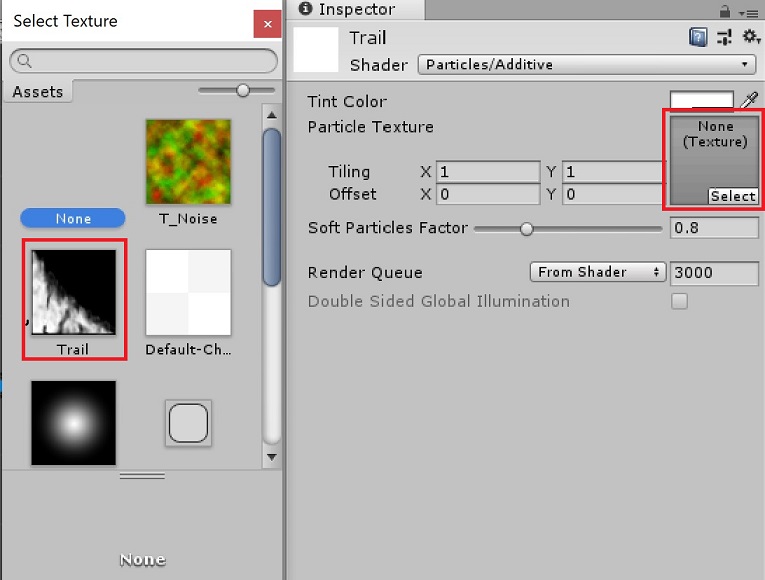 Select Texture
Assets
None
T_Noise
Trail
Default-Ch...
None
Inspector
Trail
Shader Particles/Additive
Tint Color
Particle Texture
None
(Texture)
Tiling X 1 Y 1
Offset X 0 Y 0
Select
Soft Particles Factor 0.8
Render Queue From Shader 3000
Double Sided Global Illumination